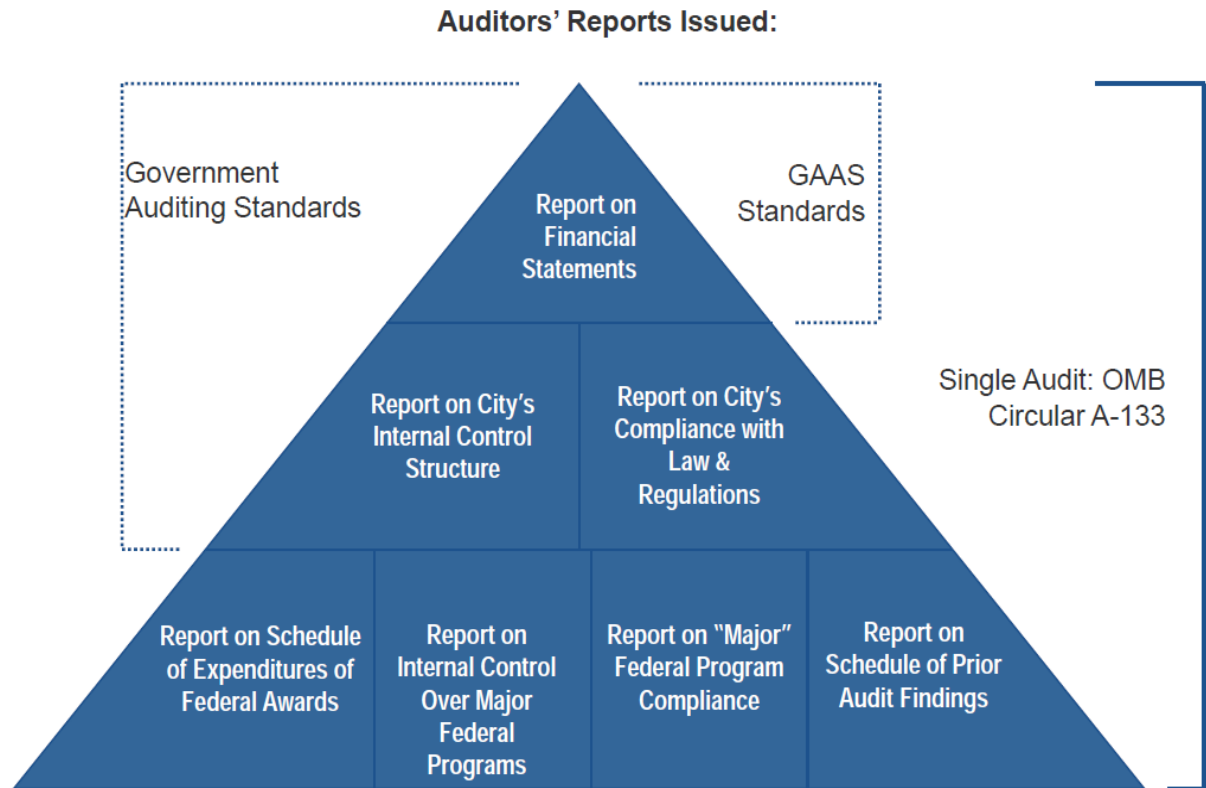 Auditors’ Reports Issued:
Government
Auditing Standards
GAAS
Standards
Report on
Financial
Statements
Single Audit: OMB
Circular A-133
Report on City’s
Internal Control
Structure
Report on City’s
Compliance with
Law &
Regulations
Report on Schedule
of Expenditures of
Federal Awards
Report on
Internal Control
Over Major
Federal
Programs
Report on “Major”
Federal Program
Compliance
Report on
Schedule of Prior
Audit Findings